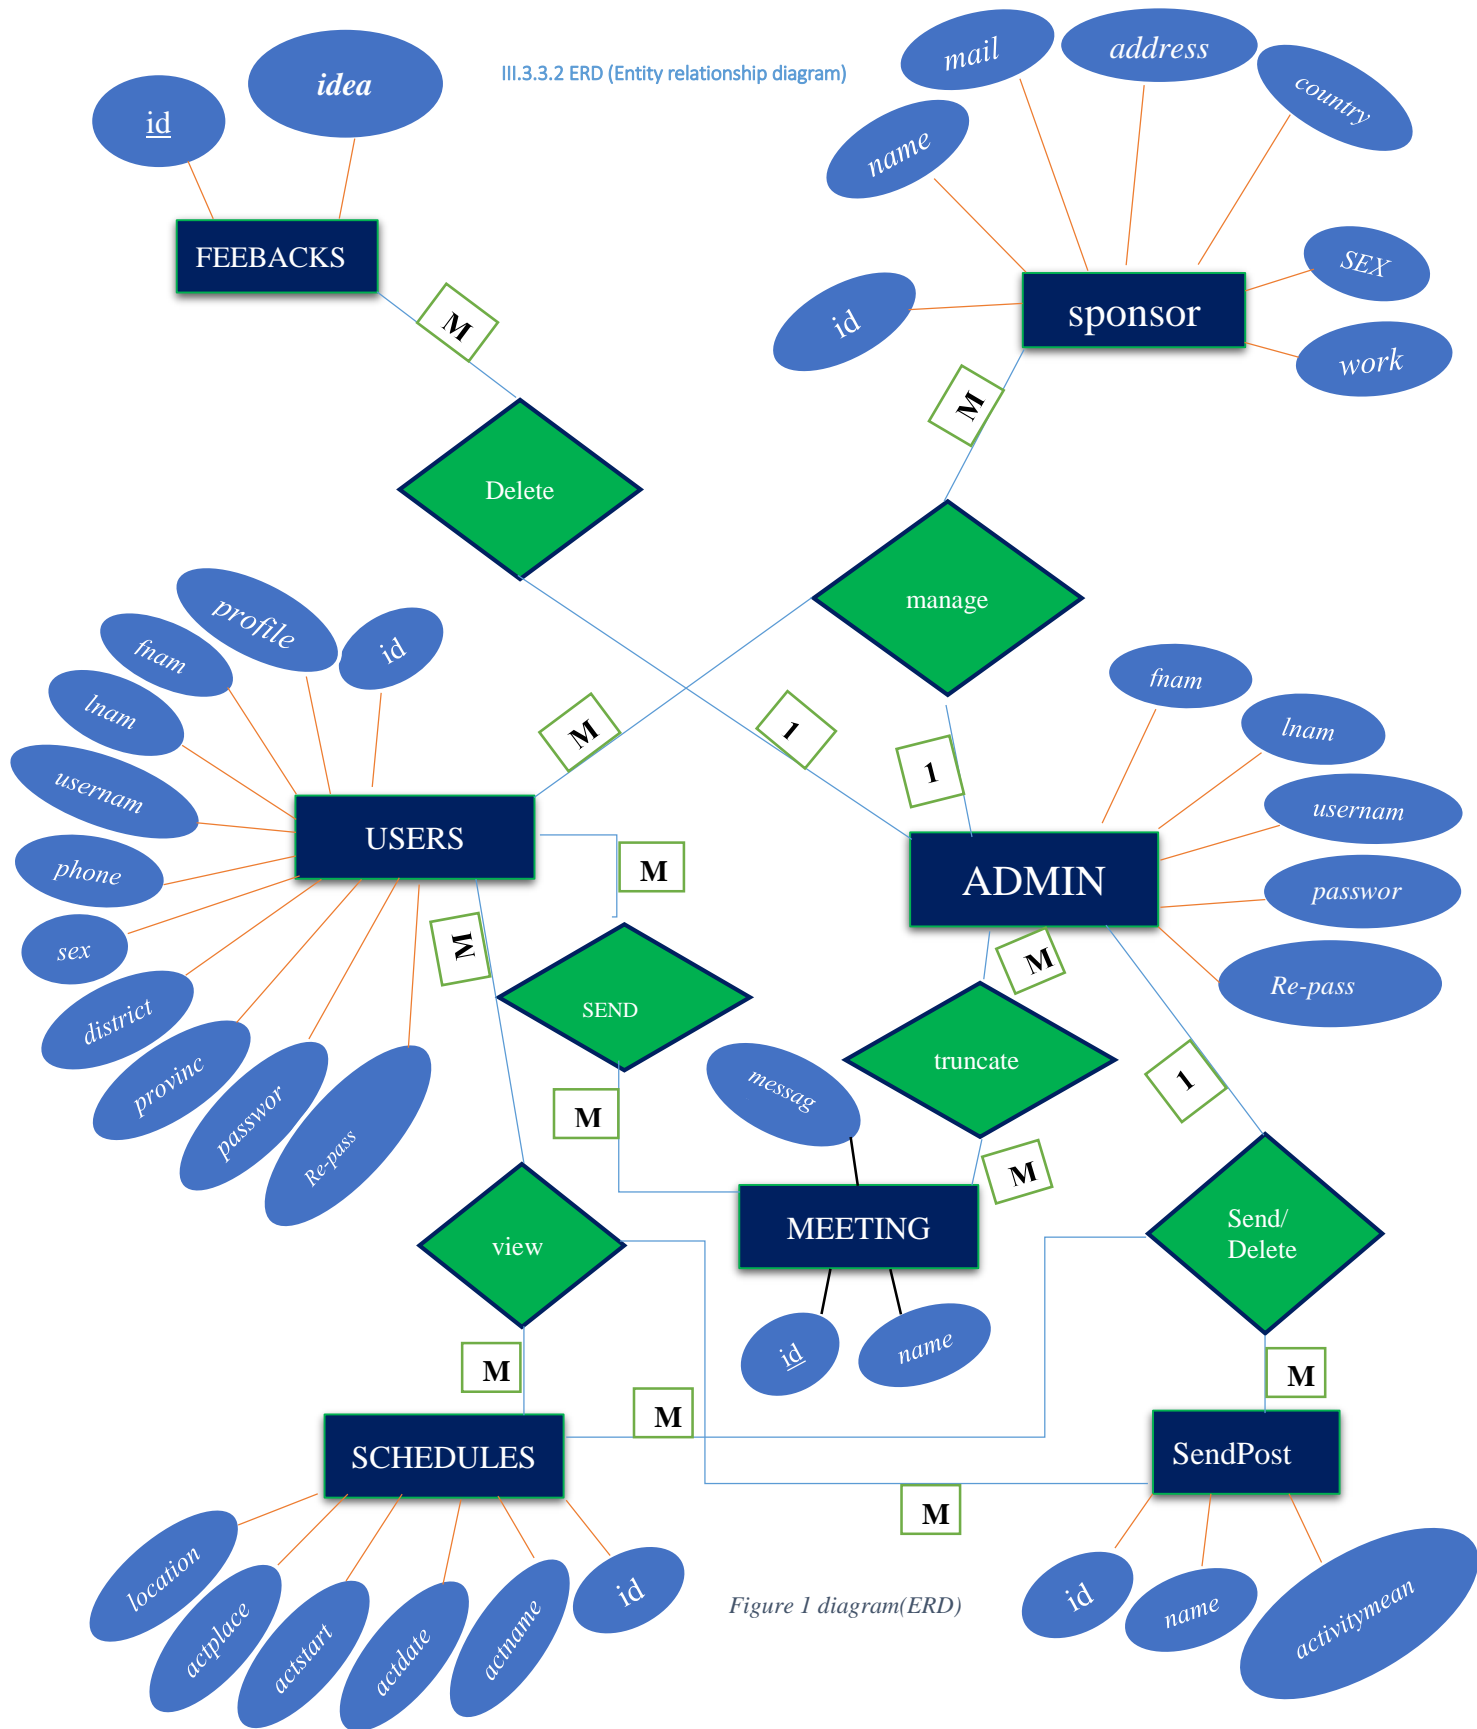 III.3.3.2 ERD (Entity relationship diagram)
id
idea
FEEBACKS
mail
address
country
name
SEX
id
sponsor
work
M
M
Delete
manage
profile
id
fnam
lnam
usernam
phone
sex
district
provinc
passwor
Re-pass
USERS
M
1
1
fnam
lnam
usernam
passwor
Re-pass
ADMIN
M
M
M
SEND
truncate
1
messag
M
M
MEETING
view
Send/
Delete
id
name
M
M
M
SCHEDULES
SendPost
M
location
actplace
actstart
actdate
actname
id
id
name
activitymean
Figure 1 diagram(ERD)